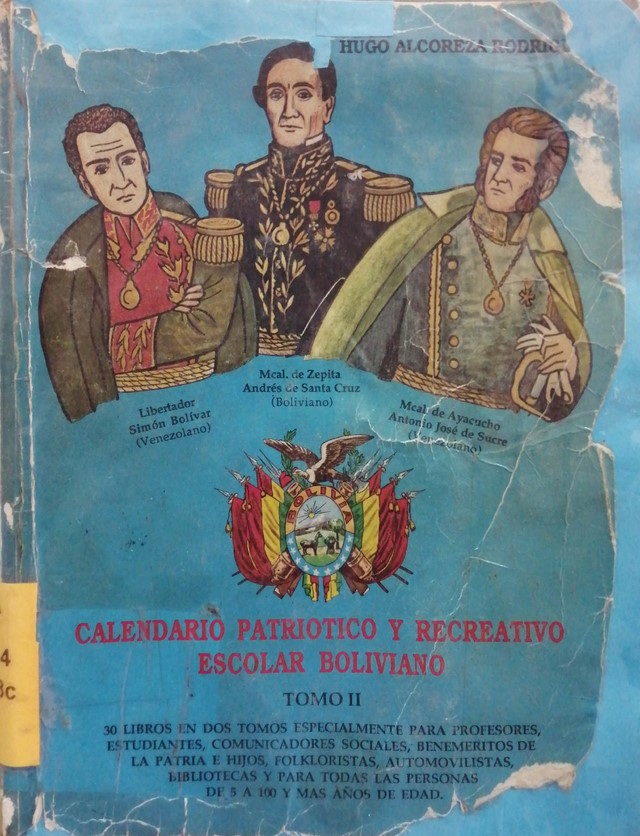 HUGO ALCOREZA
Mcal. de Zepita
Andrés de Santa Cruz
(Boliviano)
Libertador
Simón Bolívar
(Venezolano)
Mcal. de Ayacucho
Antonio José de Sucre
(Venezolano)
BOLIVIA
CALENDARIO PATRIOTICO Y RECREATIVO
ESCOLAR BOLIVIANO
TOMO II
30 LIBROS EN DOS TOMOS ESPECIALMENTE PARA PROFESORES,
ESTUDIANTES, COMUNICADORES SOCIALES, BENEMERITOS DE
LA PATRIA E HIJOS, FOLKLORISTAS, AUTOMOVILISTAS,
BIBLIOTECAS Y PARA TODAS LAS PERSONAS
DE 5 A 100 Y MAS AÑOS DE EDAD.
4